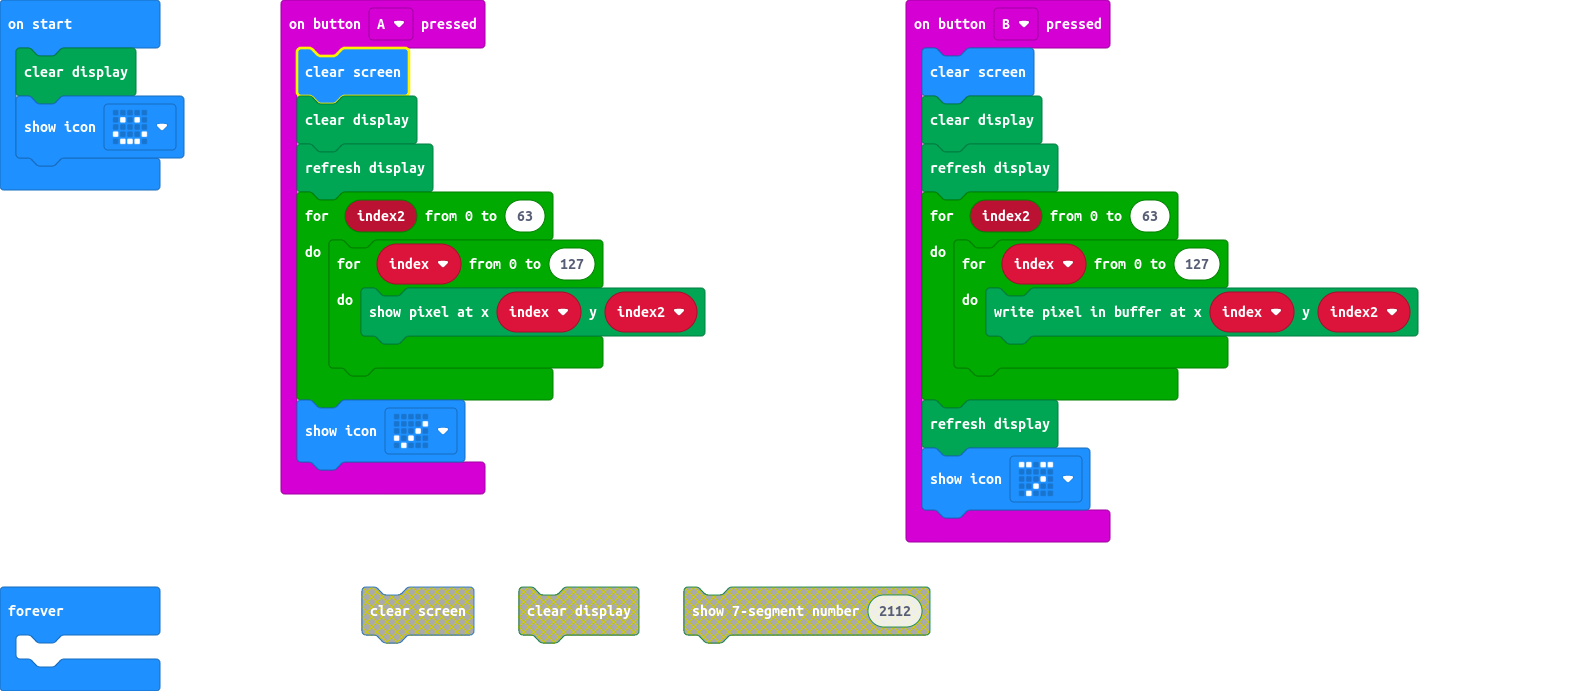 on start
clear display
show icon
on button A pressed
clear screen
clear display
refresh display
for index2 from 0 to 63
do
for index from 0 to 127
do
show pixel at x index y index2
show icon
on button B pressed
clear screen
clear display
refresh display
for index2 from 0 to 63
do
for index from 0 to 127
do
write pixel in buffer at x index y index2
refresh display
show icon
forever
clear screen
clear display
show 7-segment number 2112